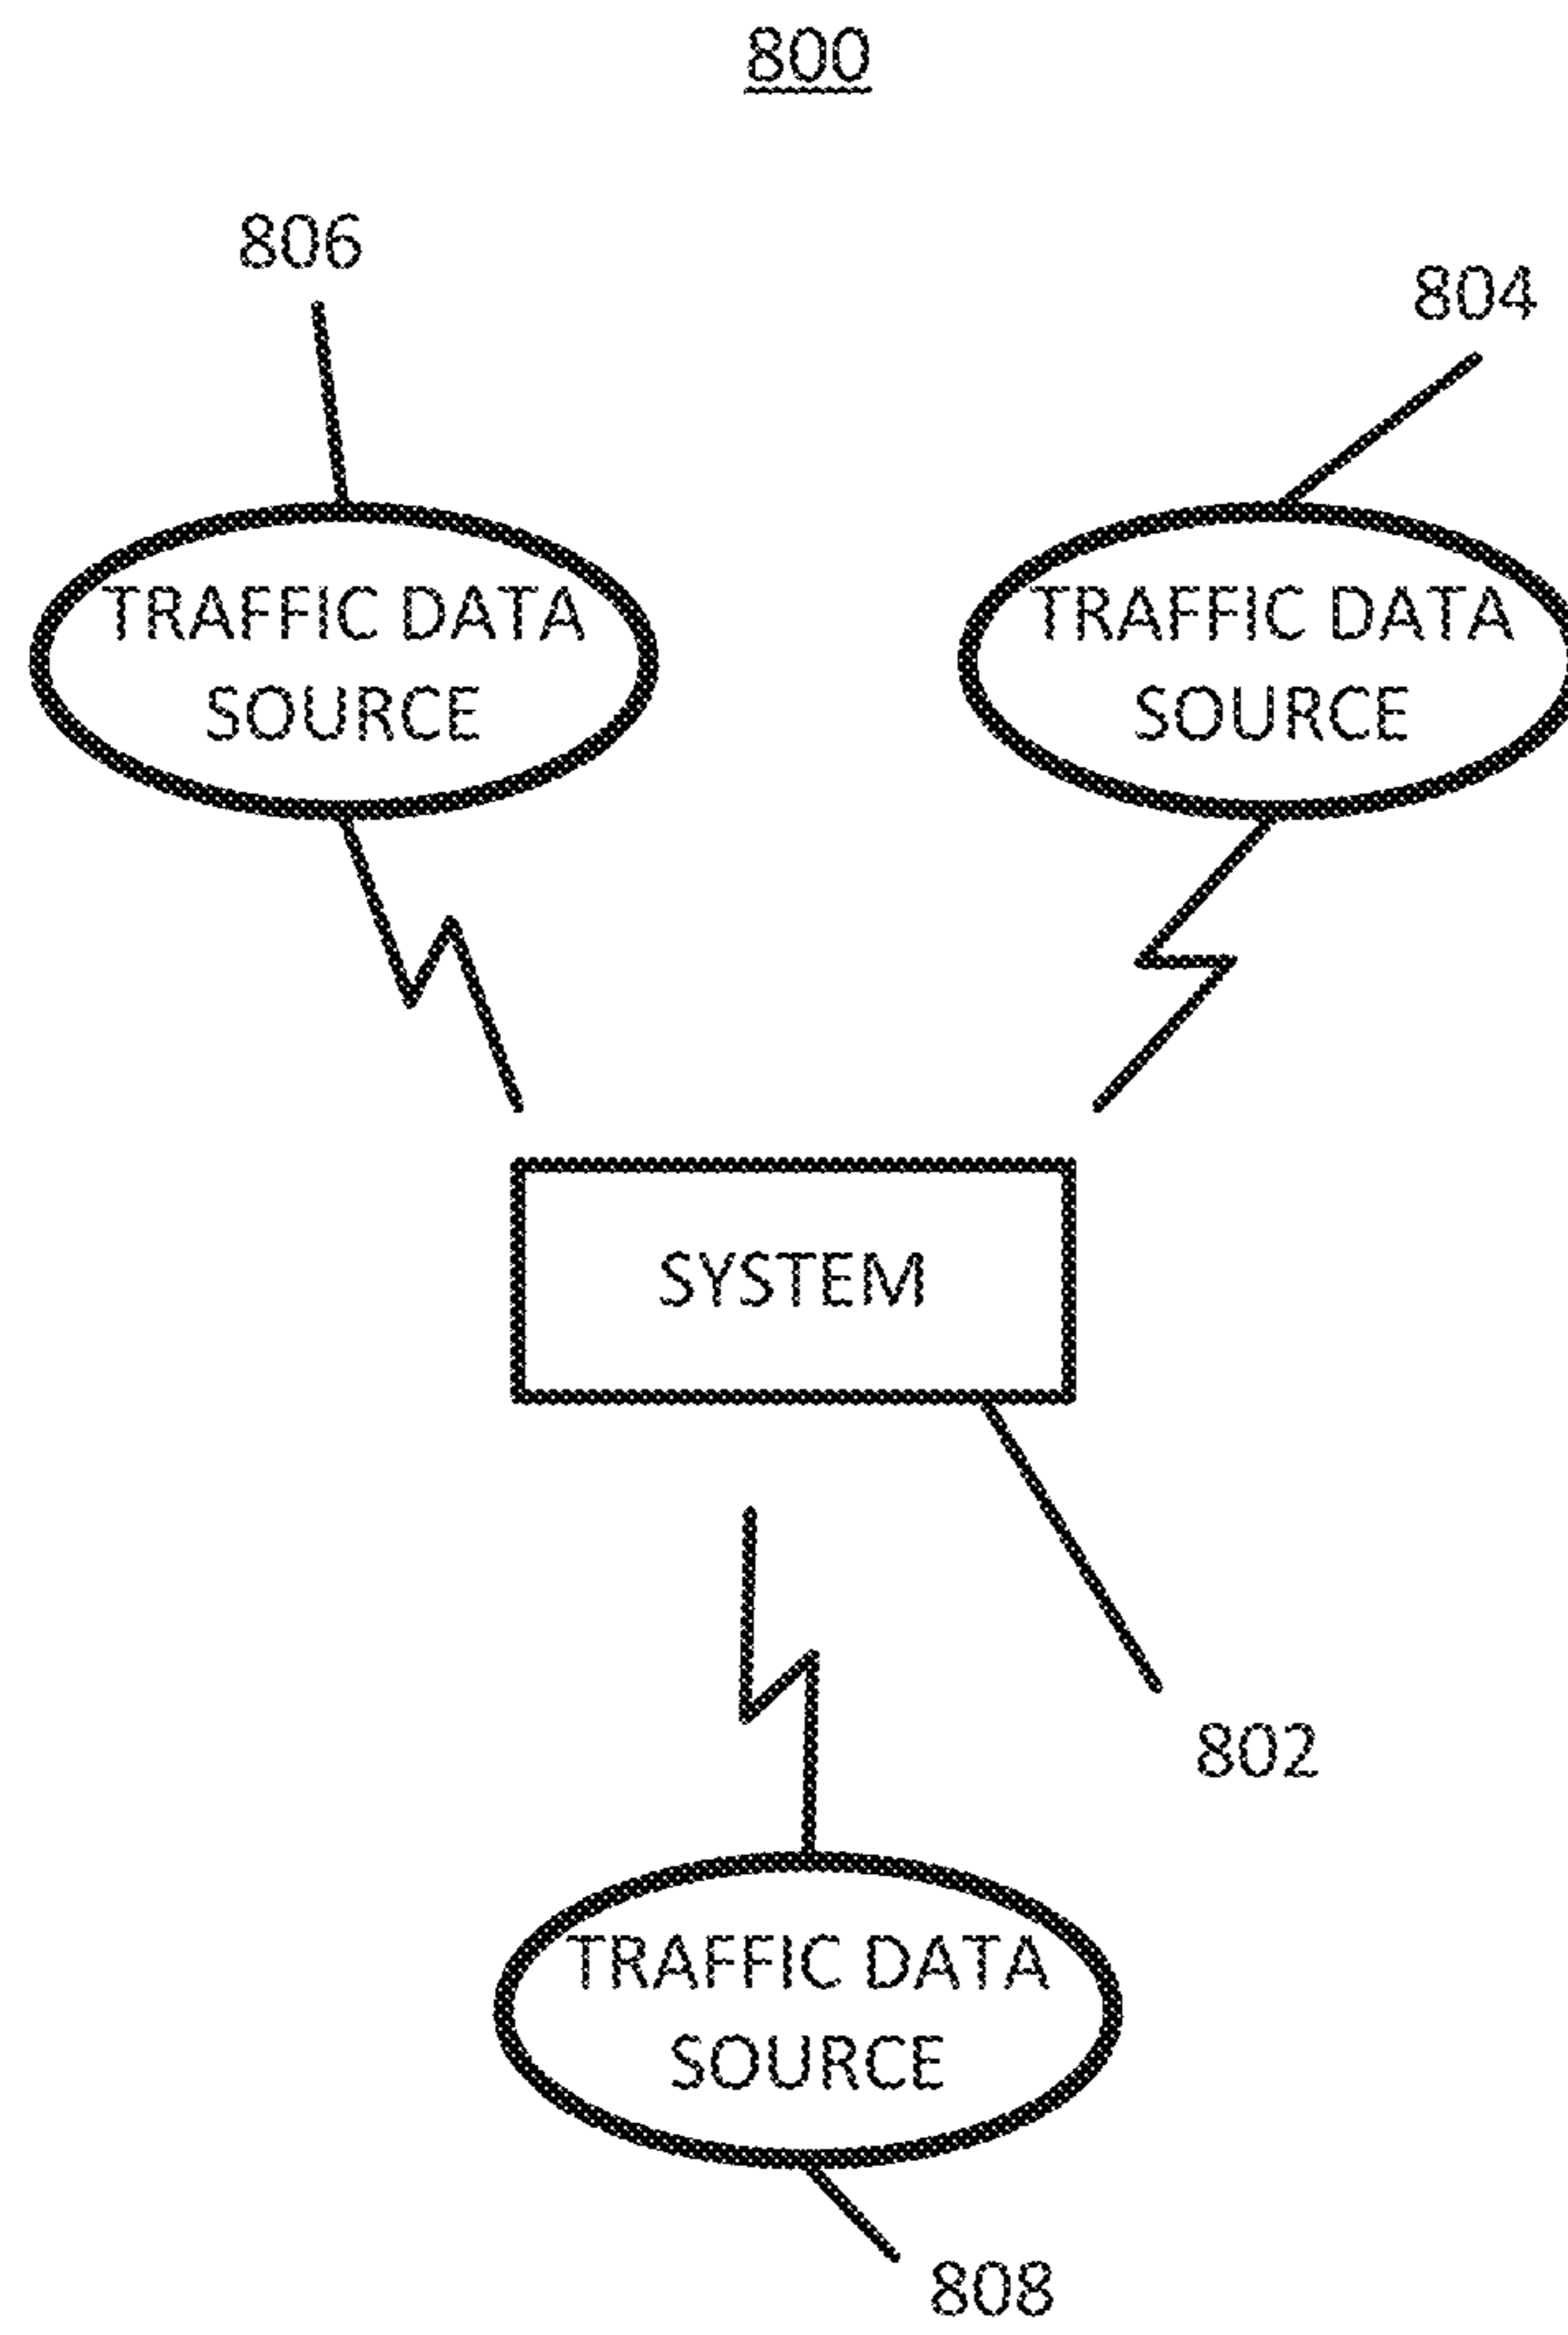 800
806
804
TRAFFIC DATA
SOURCE
TRAFFIC DATA
SOURCE
SYSTEM
802
TRAFFIC DATA
SOURCE
808